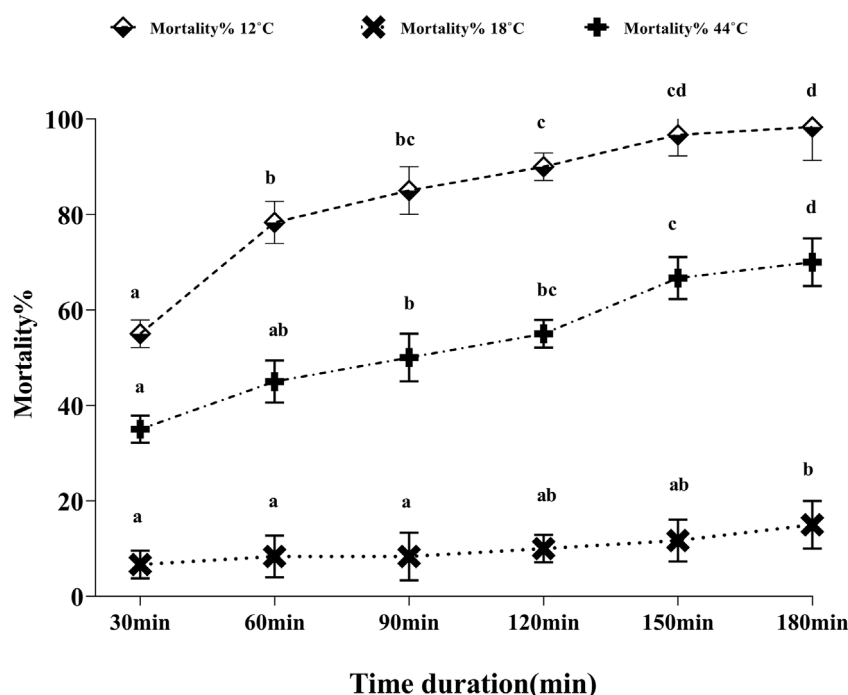 Mortality% 12˚C Mortality% 18˚C Mortality% 44˚C
cd d
100
c
bc
b
80
d
c
a
60
bc
b
ab
a
40
20
b
ab ab
a a a
0
30min 60min 90min 120min 150min 180min
Mortality%
Time duration(min)